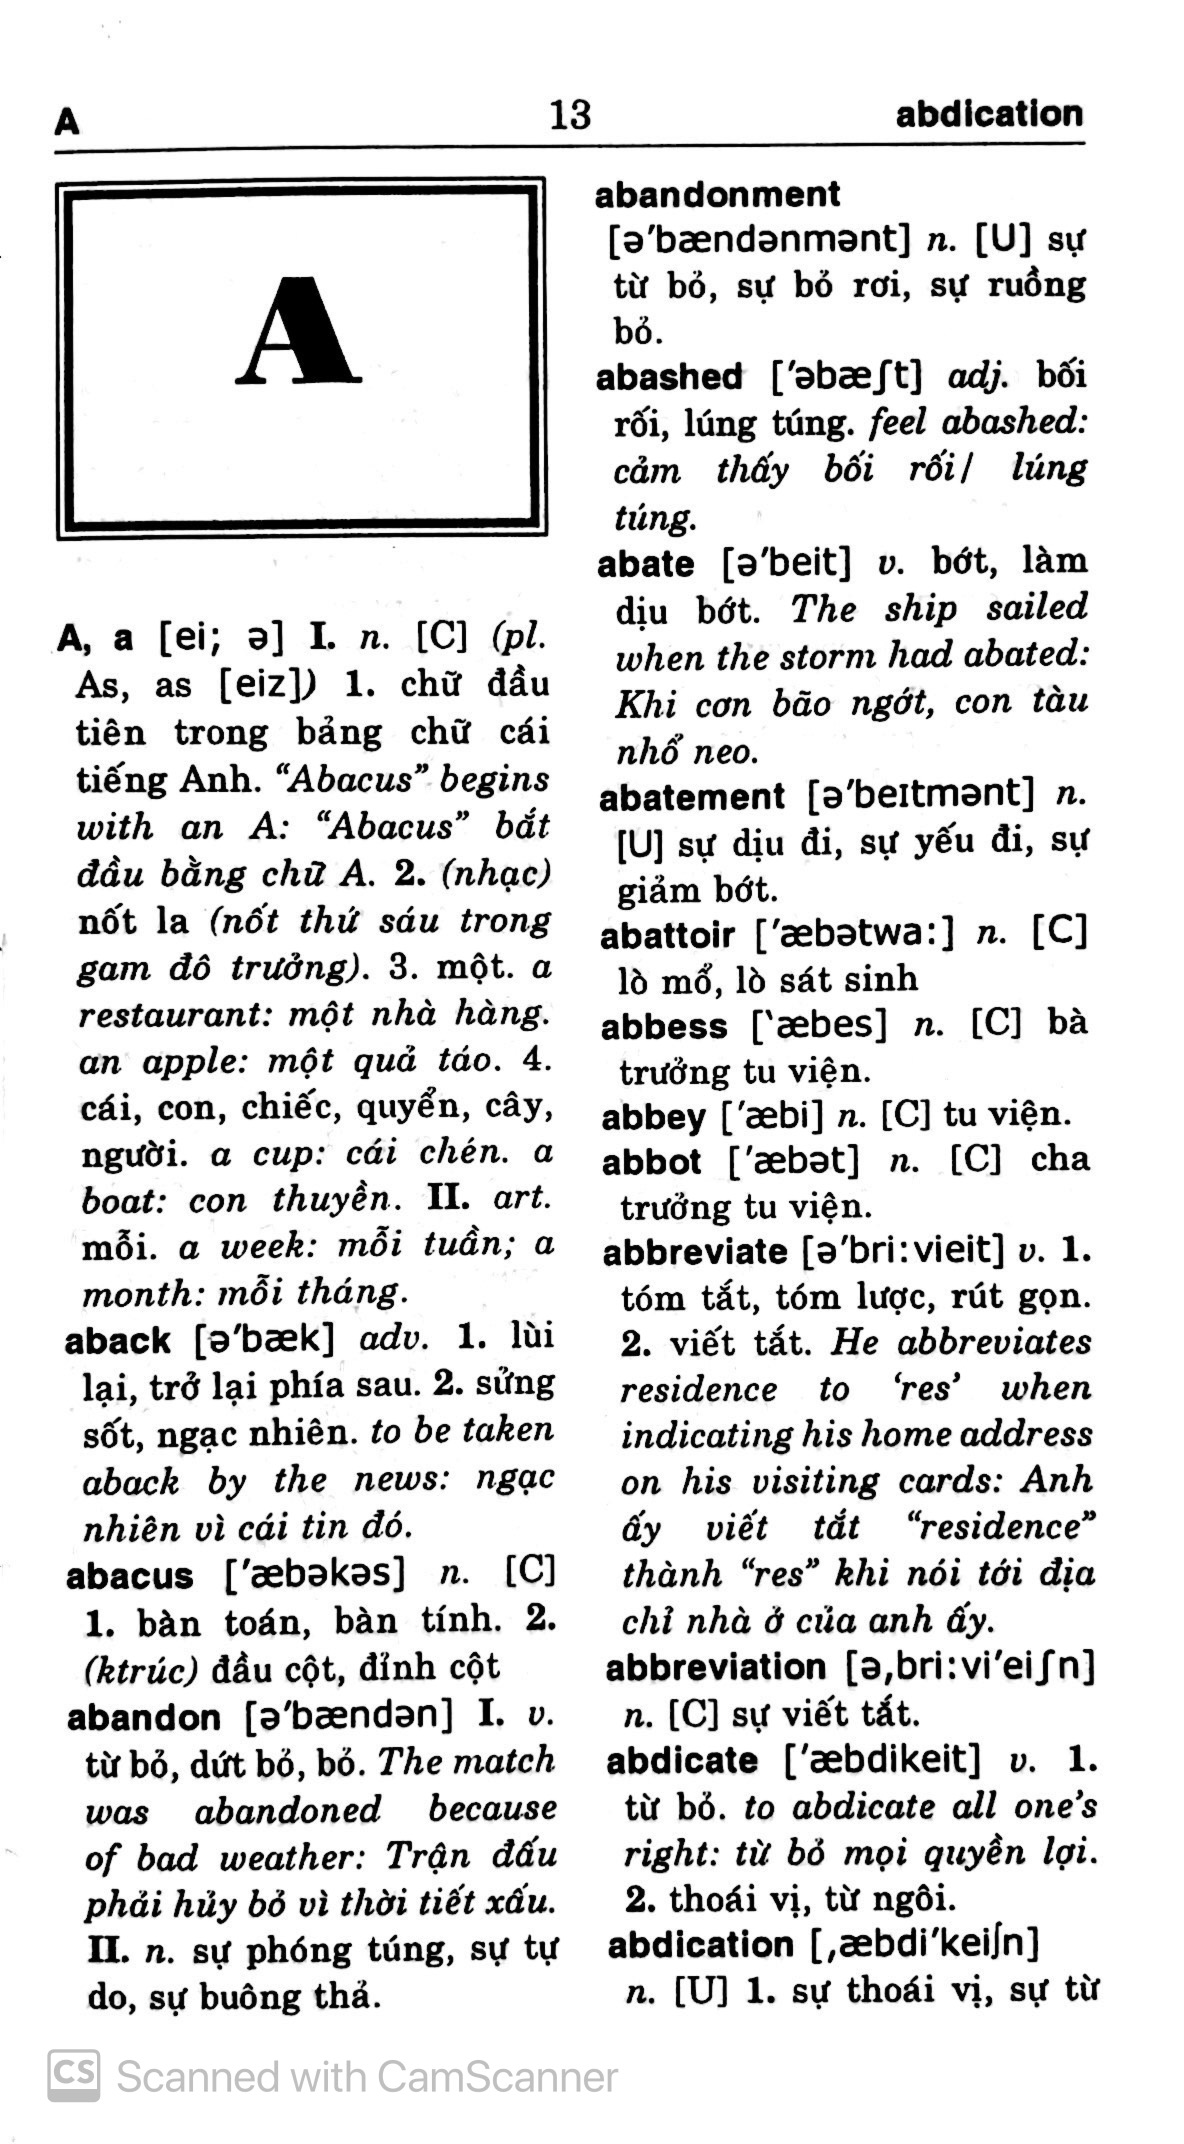 A 13 abdication
A
A, a [ei; ə] I. n. [C] (pl.
As, as [eiz]) 1. chữ đầu
tiên trong bảng chữ cái
tiếng Anh. “Abacus” begins
with an A: “Abacus” bắt
đầu bằng chữ A. 2. (nhạc)
nốt la (nốt thứ sáu trong
gam đô trưởng). 3. một. a
restaurant: một nhà hàng.
an apple: một quả táo. 4.
cái, con, chiếc, quyển, cây,
người. a cup: cái chén. a
boat: con thuyền. II. art.
mỗi. a week: mỗi tuần; a
month: mỗi tháng.
aback [ə′bæk] adv. 1. lùi
lại, trở lại phía sau. 2. sửng
sốt, ngạc nhiên. to be taken
aback by the news: ngạc
nhiên vì cái tin đó.
abacus [′æbəkəs] n. [C]
1. bàn toán, bàn tính. 2.
(ktrúc) đầu cột, đỉnh cột
abandon [ə′bændən] I. v.
từ bỏ, dứt bỏ, bỏ. The match
was abandoned because
of bad weather: Trận đấu
phải hủy bỏ vì thời tiết xấu.
II. n. sự phóng túng, sự tự
do, sự buông thả.
abandonment
[ə′bændənmənt] n. [U] sự
từ bỏ, sự bỏ rơi, sự ruồng
bỏ.
abashed [′əbæʃt] adj. bối
rối, lúng túng. feel abashed:
cảm thấy bối rối/ lúng
túng.
abate [ə′beit] v. bớt, làm
dịu bớt. The ship sailed
when the storm had abated:
Khi cơn bão ngớt, con tàu
nhổ neo.
abatement [ə′beɪtmənt] n.
[U] sự dịu đi, sự yếu đi, sự
giảm bớt.
abattoir [′æbətwa:] n. [C]
lò mổ, lò sát sinh
abbess [‵æbes] n. [C] bà
trưởng tu viện.
abbey [′æbi] n. [C] tu viện.
abbot [′æbət] n. [C] cha
trưởng tu viện.
abbreviate [ə′bri:vieit] v. 1.
tóm tắt, tóm lược, rút gọn.
2. viết tắt. He abbreviates
residence to ‘res’ when
indicating his home address
on his visiting cards: Anh
ấy viết tắt “residence”
thành “res” khi nói tới địa
chỉ nhà ở của anh ấy.
abbreviation [ə,bri:vi′eiʃn]
n. [C] sự viết tắt.
abdicate [′æbdikeit] v. 1.
từ bỏ. to abdicate all one’s
right: từ bỏ mọi quyền lợi.
2. thoái vị, từ ngôi.
abdication [,æbdi′keiʃn]
n. [U] 1. sự thoái vị, sự từ
CS Scanned with CamScanner